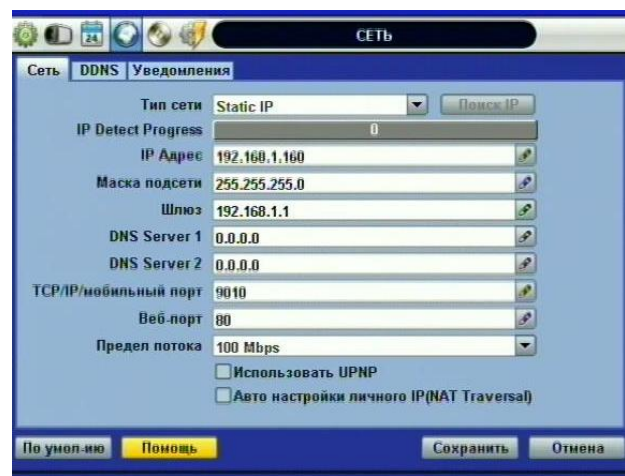 24
СЕТЬ
Сеть DDNS Уведомления
Тип сети Static IP Поиск IP
IP Detect Progress 0
IP Адрес 192.168.1.160
Маска подсети 255.255.255.0
Шлюз 192.168.1.1
DNS Server 1 0.0.0.0
DNS Server 2 0.0.0.0
TCP/IP/мобильный порт 9010
Веб-порт 80
Предел потока 100 Mbps
Использовать UPNP
Авто настройки личного IP(NAT Traversal)
По умол-ию Помощь Сохранить Отмена